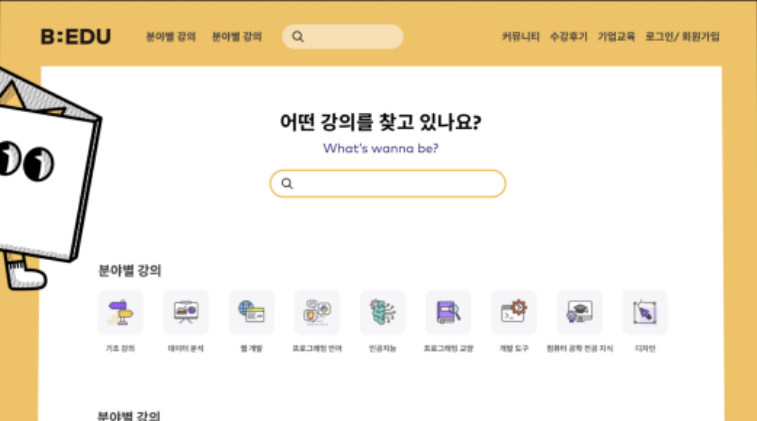 B:EDU 분야별 강의 분야별 강의 커뮤니티 수강후기 기업교육 로그인/ 회원가입
어떤 강의를 찾고 있나요?
What's wanna be?
분야별 강의
기초 강의 데이터 분석 웹 개발 프로그래밍 언어 인공지능 프로그래밍 교양 개발 도구 컴퓨터 공학 전공 지식 디자인
분야별 강의